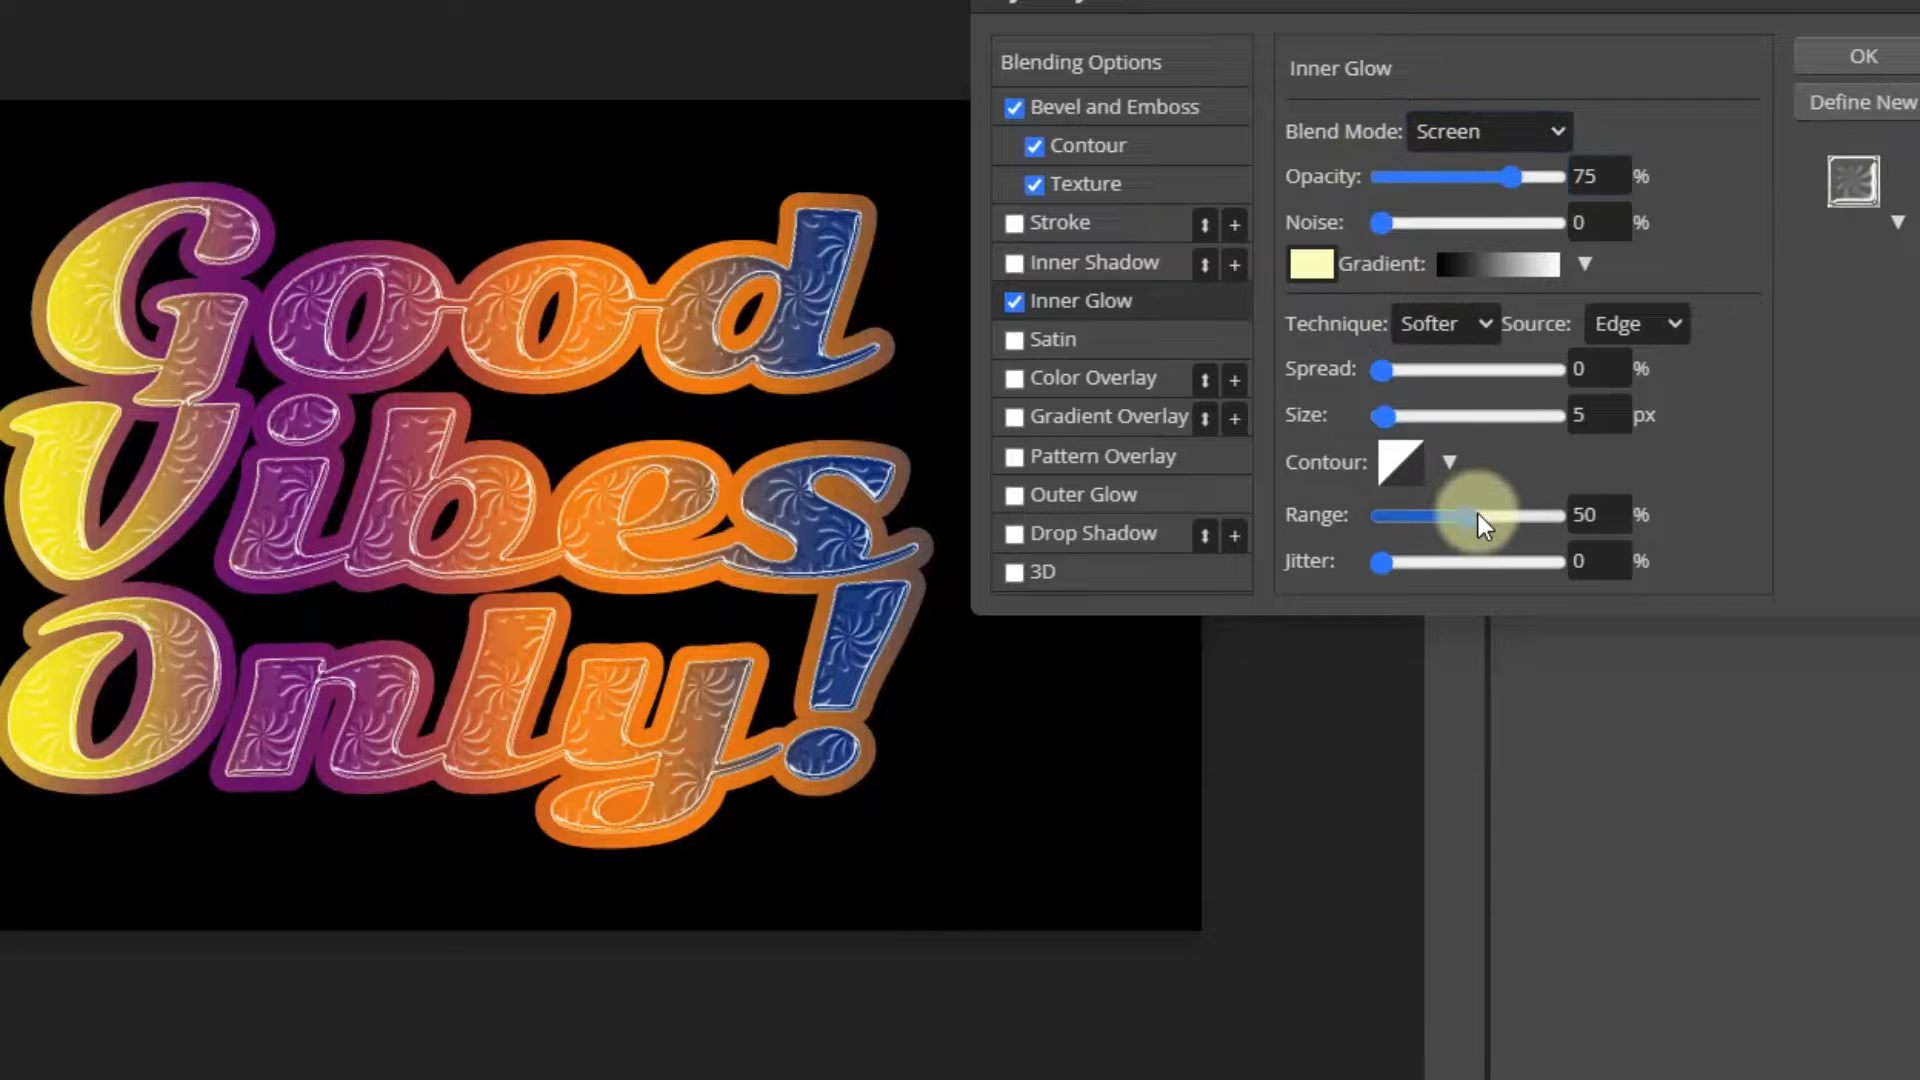 Good
Vibes
Only!
Blending Options
Bevel and Emboss
Contour
Texture
Stroke
+
Inner Shadow
+
Inner Glow
Satin
Color Overlay
+
Gradient Overlay
+
Pattern Overlay
Outer Glow
Drop Shadow
+
3D
Inner Glow
Blend Mode: Screen
Opacity: 75 %
Noise: 0 %
Gradient:
Technique: Softer Source: Edge
Spread: 0 %
Size: 5 px
Contour:
Range: 50 %
Jitter: 0 %
OK
Define New